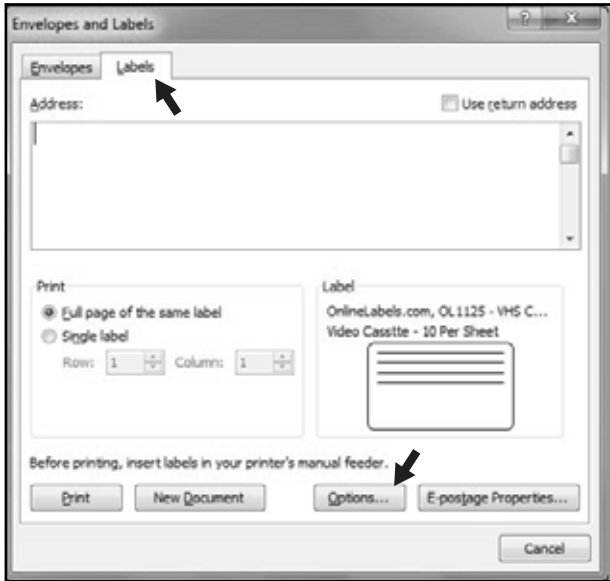 Envelopes and Labels
Envelopes Labels
Address: Use return address
Print
Full page of the same label
Single label
Row: 1 Column: 1
Label
OnlineLabels.com, OL1125 - VHS C...
Video Casstte - 10 Per Sheet
Before printing, insert labels in your printer's manual feeder.
Print New Document Options... E-postage Properties...
Cancel